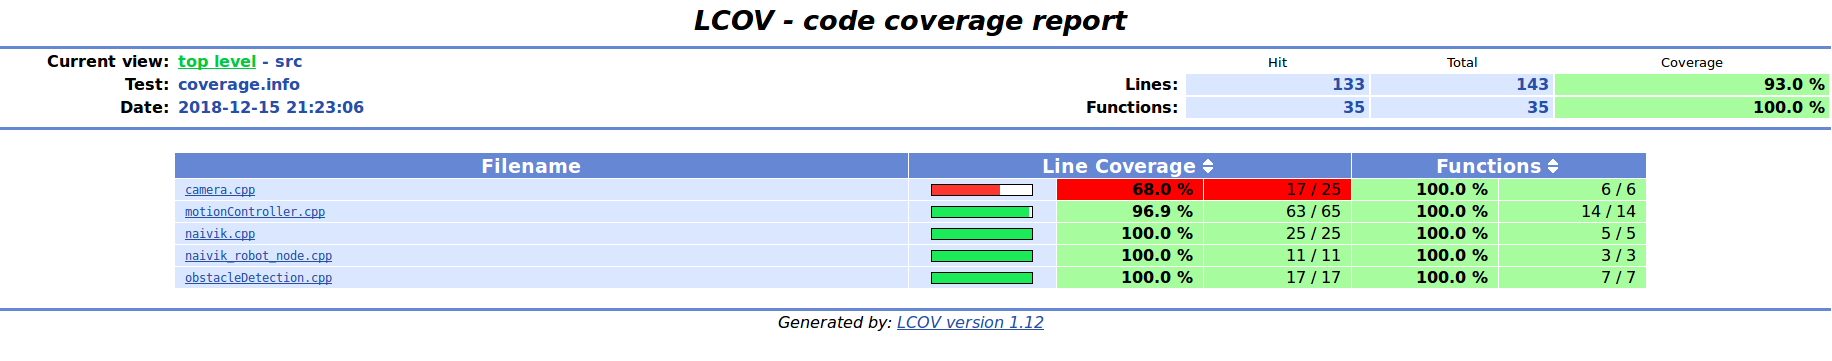 LCOV - code coverage report
Current view: top level - src
Hit Total Coverage
Test: coverage.info
Lines: 133 143 93.0 %
Date: 2018-12-15 21:23:06
Functions: 35 35 100.0 %
Filename Line Coverage Functions
camera.cpp 68.0 % 17 / 25 100.0 % 6 / 6
motionController.cpp 96.9 % 63 / 65 100.0 % 14 / 14
naivik.cpp 100.0 % 25 / 25 100.0 % 5 / 5
naivik_robot_node.cpp 100.0 % 11 / 11 100.0 % 3 / 3
obstacleDetection.cpp 100.0 % 17 / 17 100.0 % 7 / 7
Generated by: LCOV version 1.12